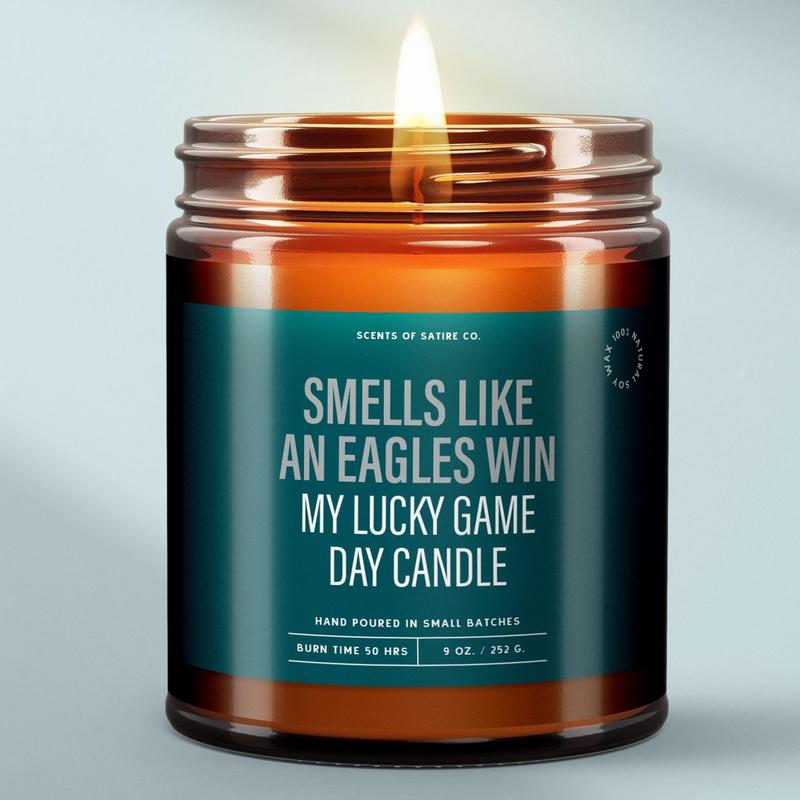 SCENTS OF SATIRE CO.
100% NATURAL SOY WAX
SMELLS LIKE
AN EAGLES WIN
MY LUCKY GAME
DAY CANDLE
HAND POURED IN SMALL BATCHES
BURN TIME 50 HRS
9 OZ. / 252 G.